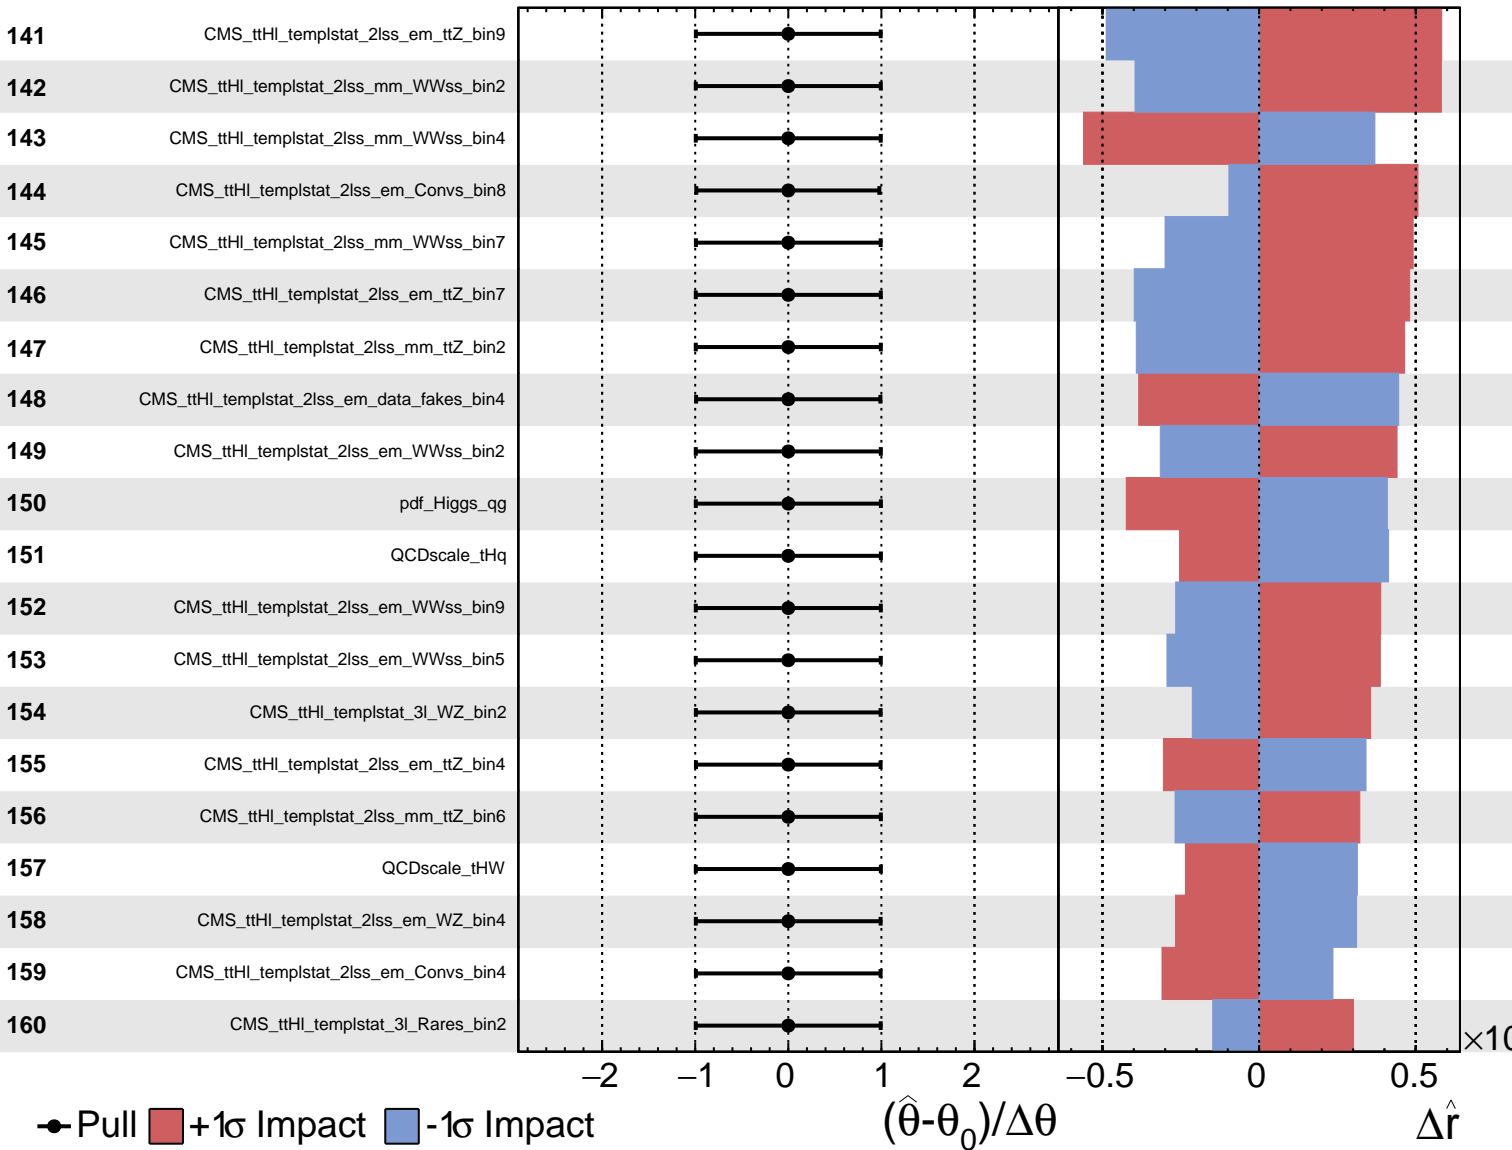 141 CMS_ttHl_templstat_2lss_em_ttZ_bin9
142 CMS_ttHl_templstat_2lss_mm_WWss_bin2
143 CMS_ttHl_templstat_2lss_mm_WWss_bin4
144 CMS_ttHl_templstat_2lss_em_Convs_bin8
145 CMS_ttHl_templstat_2lss_mm_WWss_bin7
146 CMS_ttHl_templstat_2lss_em_ttZ_bin7
147 CMS_ttHl_templstat_2lss_mm_ttZ_bin2
148 CMS_ttHl_templstat_2lss_em_data_fakes_bin4
149 CMS_ttHl_templstat_2lss_em_WWss_bin2
150 pdf_Higgs_qg
151 QCDscale_tHq
152 CMS_ttHl_templstat_2lss_em_WWss_bin9
153 CMS_ttHl_templstat_2lss_em_WWss_bin5
154 CMS_ttHl_templstat_3l_WZ_bin2
155 CMS_ttHl_templstat_2lss_em_ttZ_bin4
156 CMS_ttHl_templstat_2lss_mm_ttZ_bin6
157 QCDscale_tHW
158 CMS_ttHl_templstat_2lss_em_WZ_bin4
159 CMS_ttHl_templstat_2lss_em_Convs_bin4
160 CMS_ttHl_templstat_3l_Rares_bin2
×10
−2 −1 0 1 2 −0.5 0 0.5
Pull +1σ Impact -1σ Impact (θ̂-θ₀)/Δθ Δr̂